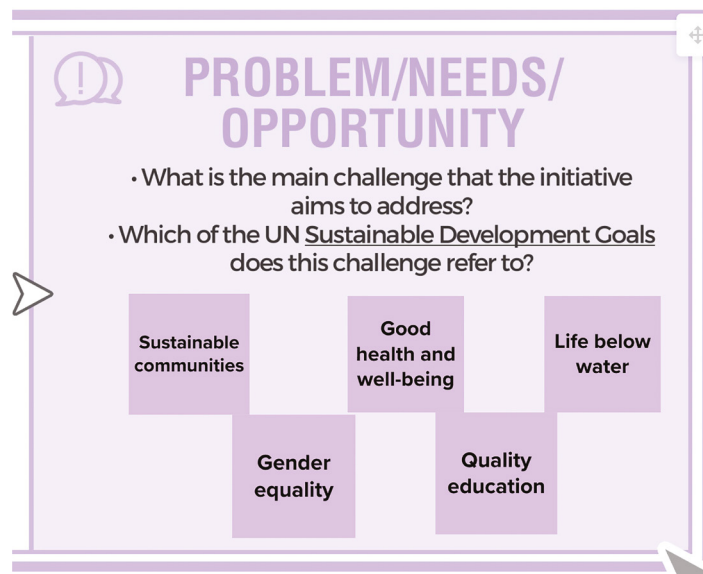 PROBLEM/NEEDS/
OPPORTUNITY
• What is the main challenge that the initiative
aims to address?
• Which of the UN Sustainable Development Goals
does this challenge refer to?
Sustainable
communities
Good
health and
well-being
Life below
water
Gender
equality
Quality
education